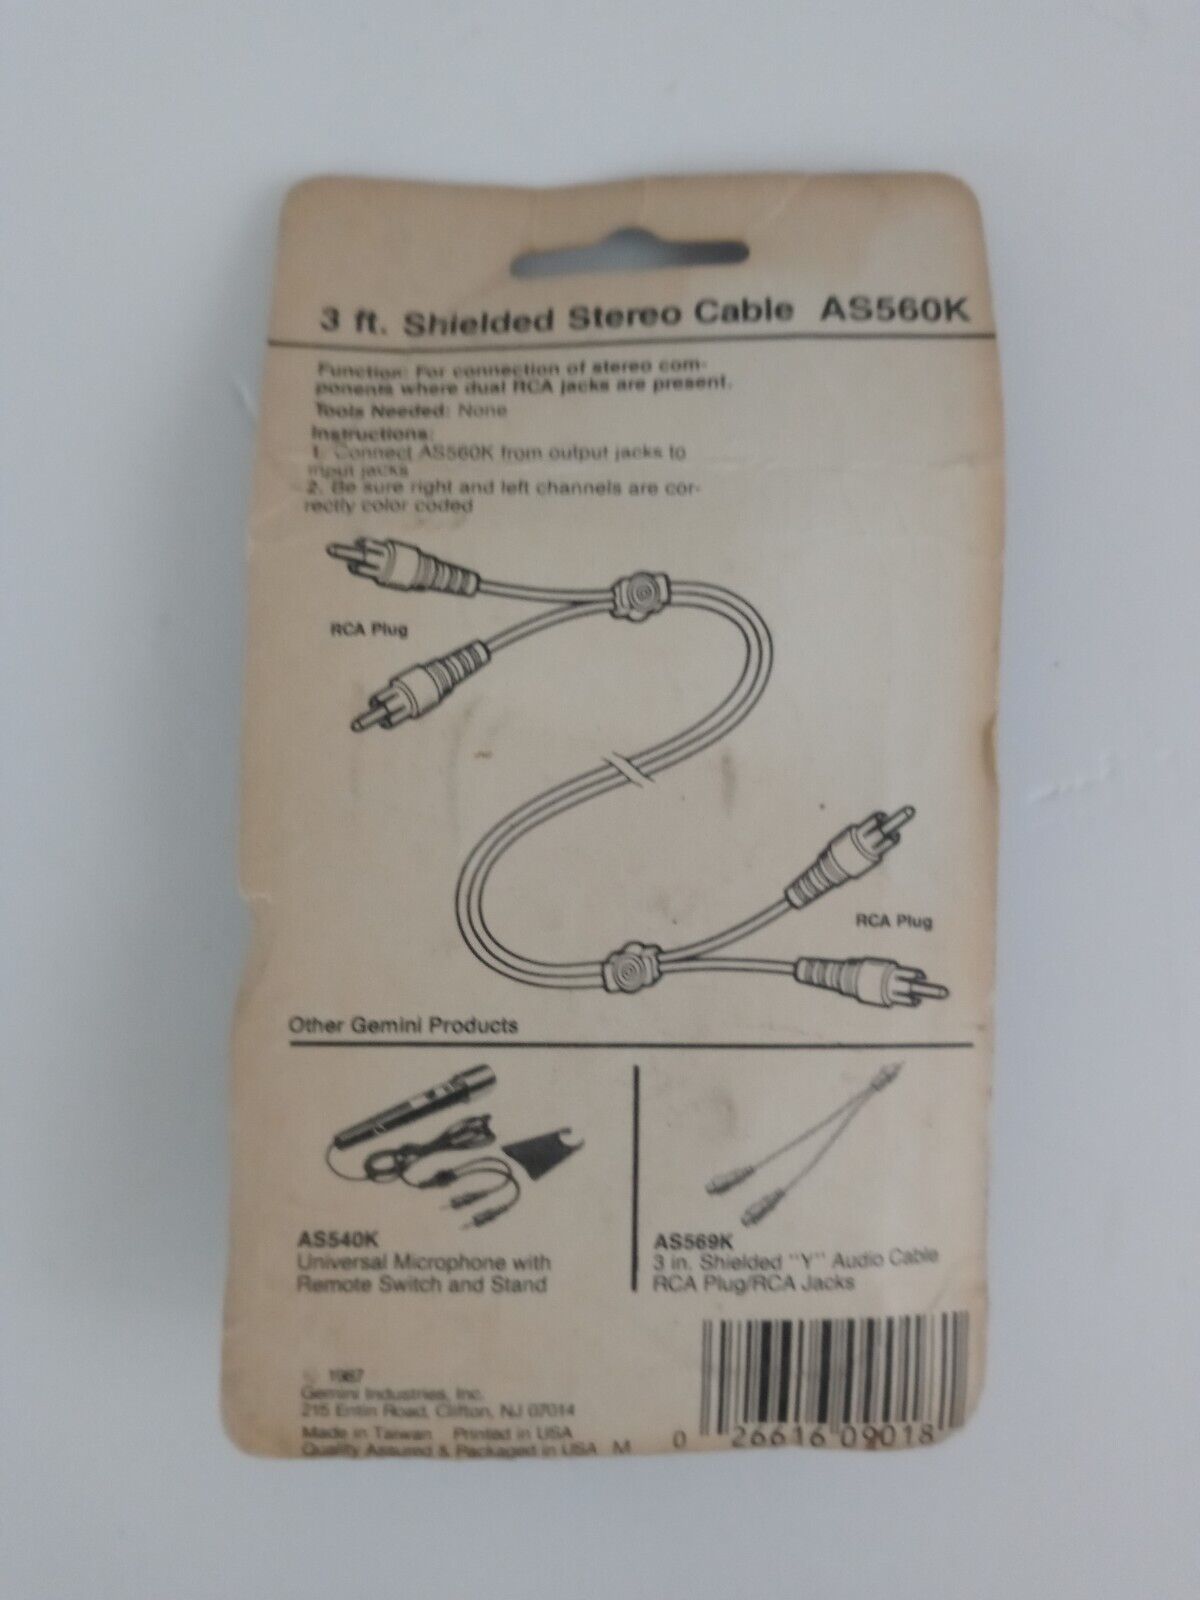 3 ft. Shielded Stereo Cable AS560K
Function: For connection of stereo com-
ponents where dual RCA jacks are present.
Tools Needed: None
Instructions:
1. Connect AS560K from output jacks to
input jacks
2. Be sure right and left channels are cor-
rectly color coded
RCA Plug
RCA Plug
Other Gemini Products
AS540K
Universal Microphone with
Remote Switch and Stand
AS569K
3 in. Shielded "Y" Audio Cable
RCA Plug/RCA Jacks
© 1987
Gemini Industries, Inc.
215 Entin Road, Clifton, NJ 07014
Made in Taiwan Printed in USA
Quality Assured & Packaged in USA M
0 26616 09018